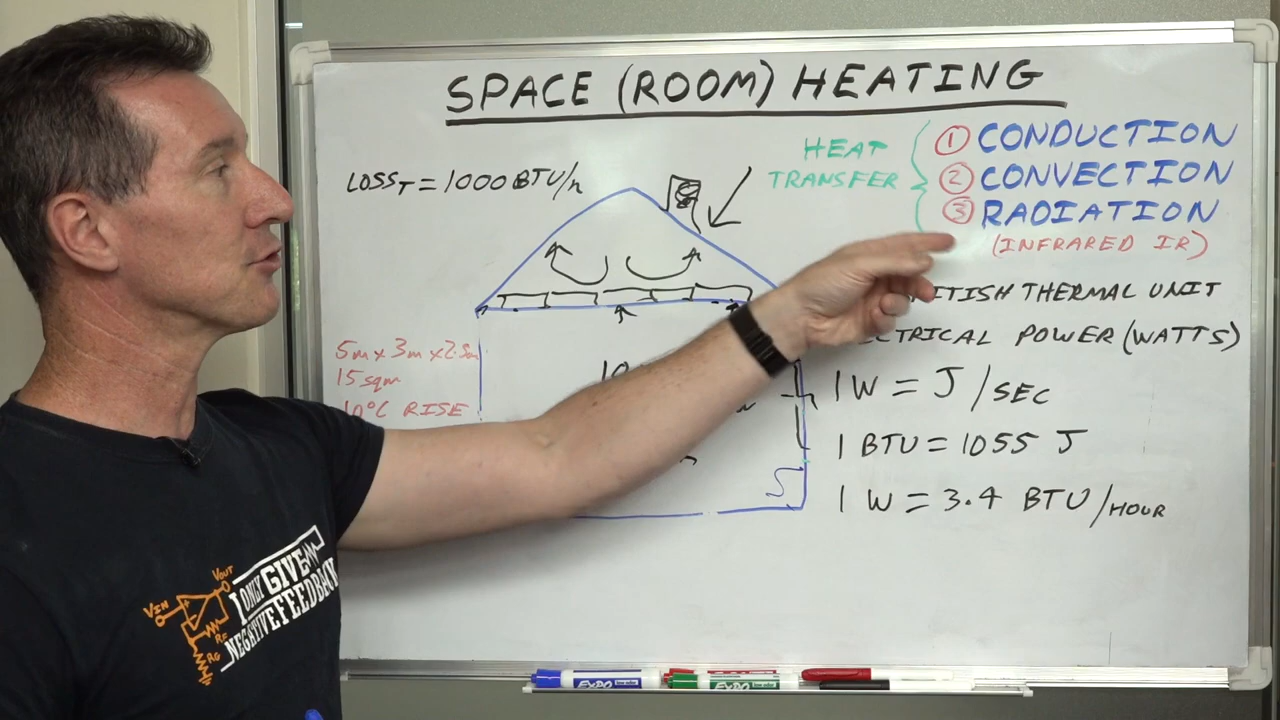 SPACE (ROOM) HEATING
LOSST = 1000 BTU/h
HEAT
TRANSFER
1 CONDUCTION
2 CONVECTION
3 RADIATION
(INFRARED IR)
THERMAL UNIT
POWER (WATTS)
1 W = J/SEC
1 BTU = 1055 J
1 W = 3.4 BTU/HOUR
5m x 3m x 2.5m
15 sqm
10°C RISE
VIN
VOUT
RF
RG
I ONLY GIVE
NEGATIVE FEEDBACK
EXPO
EXPO